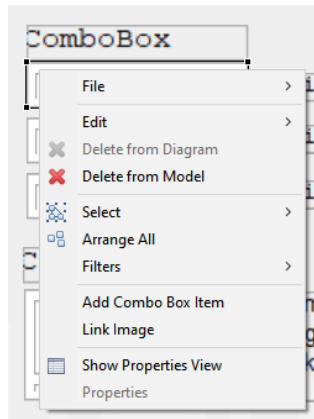 ComboBox
File
Edit
Delete from Diagram
Delete from Model
Select
Arrange All
Filters
Add Combo Box Item
Link Image
Show Properties View
Properties